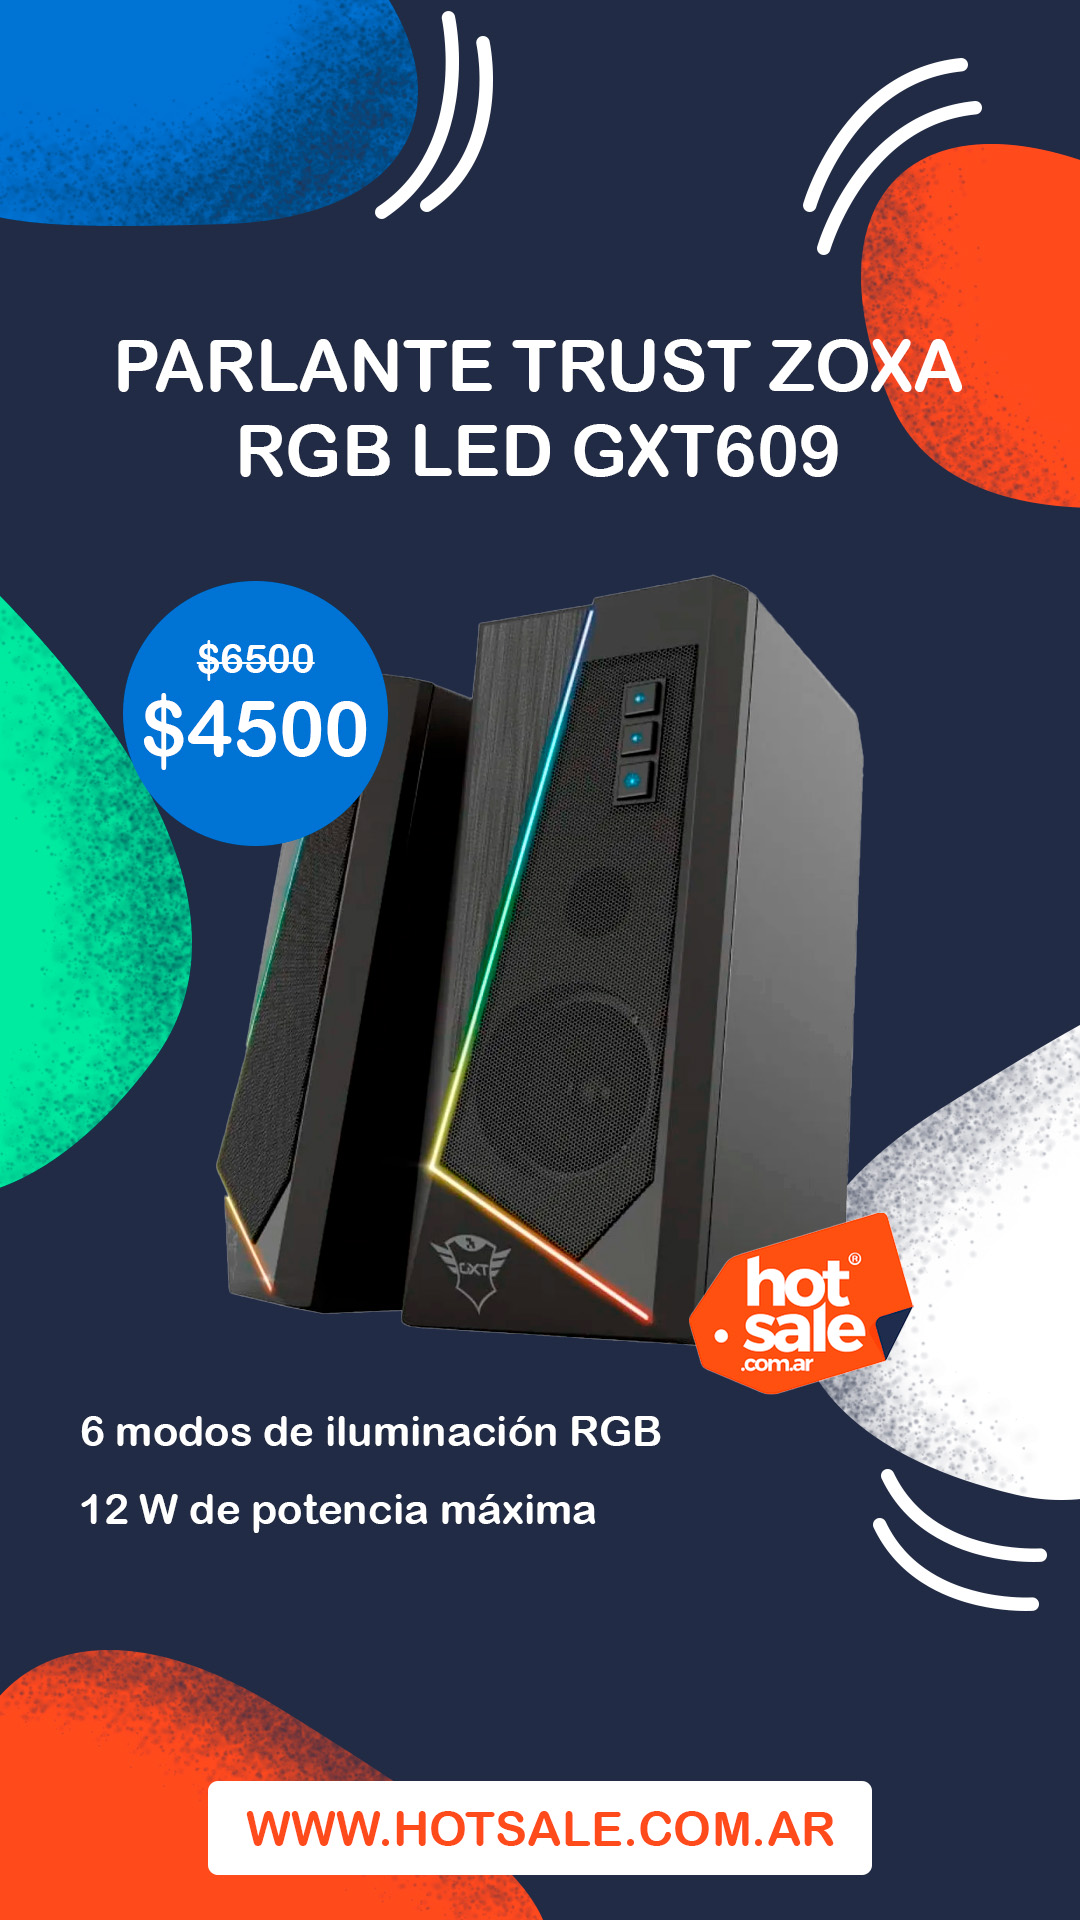 PARLANTE TRUST ZOXA
RGB LED GXT609
$6500
$4500
GXT
hot®
sale
.com.ar
6 modos de iluminación RGB
12 W de potencia máxima
WWW.HOTSALE.COM.AR